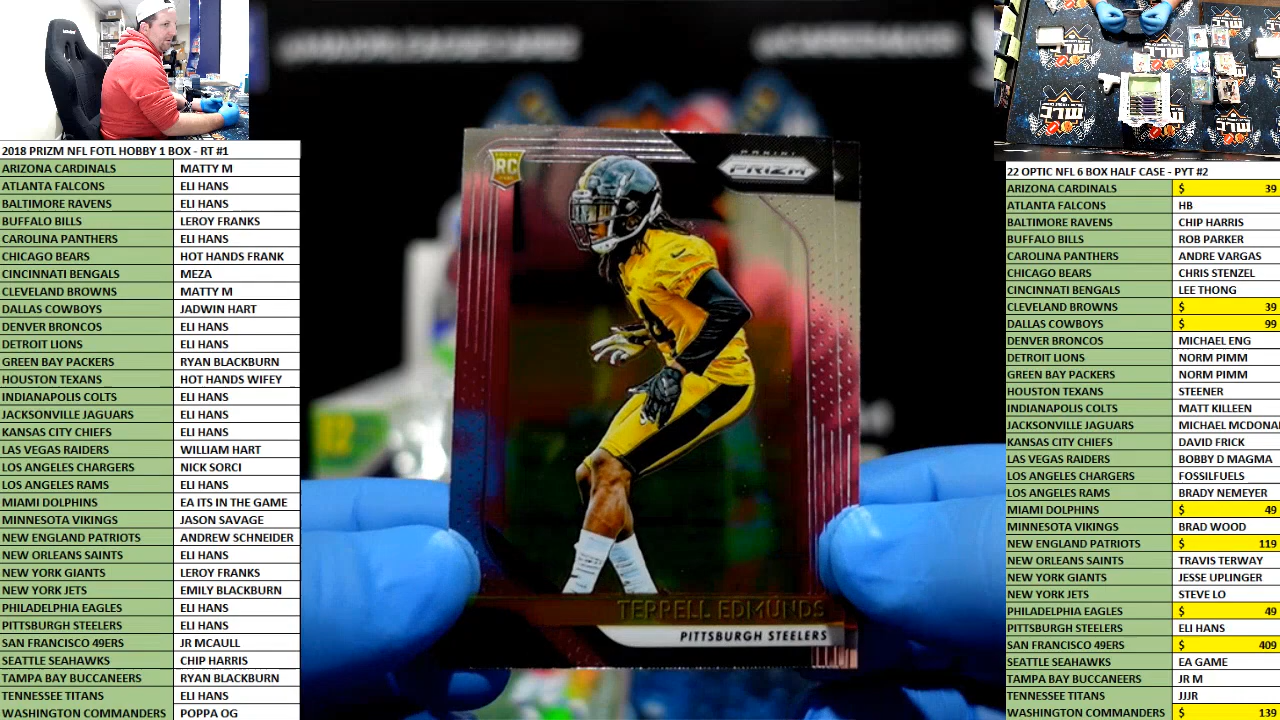 2018 PRIZM NFL FOTL HOBBY 1 BOX - RT #1
ARIZONA CARDINALS MATTY M
ATLANTA FALCONS ELI HANS
BALTIMORE RAVENS ELI HANS
BUFFALO BILLS LEROY FRANKS
CAROLINA PANTHERS ELI HANS
CHICAGO BEARS HOT HANDS FRANK
CINCINNATI BENGALS MEZA
CLEVELAND BROWNS MATTY M
DALLAS COWBOYS JADWIN HART
DENVER BRONCOS ELI HANS
DETROIT LIONS ELI HANS
GREEN BAY PACKERS RYAN BLACKBURN
HOUSTON TEXANS HOT HANDS WIFEY
INDIANAPOLIS COLTS ELI HANS
JACKSONVILLE JAGUARS ELI HANS
KANSAS CITY CHIEFS ELI HANS
LAS VEGAS RAIDERS WILLIAM HART
LOS ANGELES CHARGERS NICK SORCI
LOS ANGELES RAMS ELI HANS
MIAMI DOLPHINS EA ITS IN THE GAME
MINNESOTA VIKINGS JASON SAVAGE
NEW ENGLAND PATRIOTS ANDREW SCHNEIDER
NEW ORLEANS SAINTS ELI HANS
NEW YORK GIANTS LEROY FRANKS
NEW YORK JETS EMILY BLACKBURN
PHILADELPHIA EAGLES ELI HANS
PITTSBURGH STEELERS ELI HANS
SAN FRANCISCO 49ERS JR MCAULL
SEATTLE SEAHAWKS CHIP HARRIS
TAMPA BAY BUCCANEERS RYAN BLACKBURN
TENNESSEE TITANS ELI HANS
WASHINGTON COMMANDERS POPPA OG
RC
PANINI
PRIZM
TERRELL EDMUNDS
PITTSBURGH STEELERS
22 OPTIC NFL 6 BOX HALF CASE - PYT #2
ARIZONA CARDINALS $ 39
ATLANTA FALCONS HB
BALTIMORE RAVENS CHIP HARRIS
BUFFALO BILLS ROB PARKER
CAROLINA PANTHERS ANDRE VARGAS
CHICAGO BEARS CHRIS STENZEL
CINCINNATI BENGALS LEE THONG
CLEVELAND BROWNS $ 39
DALLAS COWBOYS $ 99
DENVER BRONCOS MICHAEL ENG
DETROIT LIONS NORM PIMM
GREEN BAY PACKERS NORM PIMM
HOUSTON TEXANS STEENER
INDIANAPOLIS COLTS MATT KILLEEN
JACKSONVILLE JAGUARS MICHAEL MCDONA
KANSAS CITY CHIEFS DAVID FRICK
LAS VEGAS RAIDERS BOBBY D MAGMA
LOS ANGELES CHARGERS FOSSILFUELS
LOS ANGELES RAMS BRADY NEMEYER
MIAMI DOLPHINS $ 49
MINNESOTA VIKINGS BRAD WOOD
NEW ENGLAND PATRIOTS $ 119
NEW ORLEANS SAINTS TRAVIS TERWAY
NEW YORK GIANTS JESSE UPLINGER
NEW YORK JETS STEVE LO
PHILADELPHIA EAGLES $ 49
PITTSBURGH STEELERS ELI HANS
SAN FRANCISCO 49ERS $ 409
SEATTLE SEAHAWKS EA GAME
TAMPA BAY BUCCANEERS JR M
TENNESSEE TITANS JJJR
WASHINGTON COMMANDERS $ 139